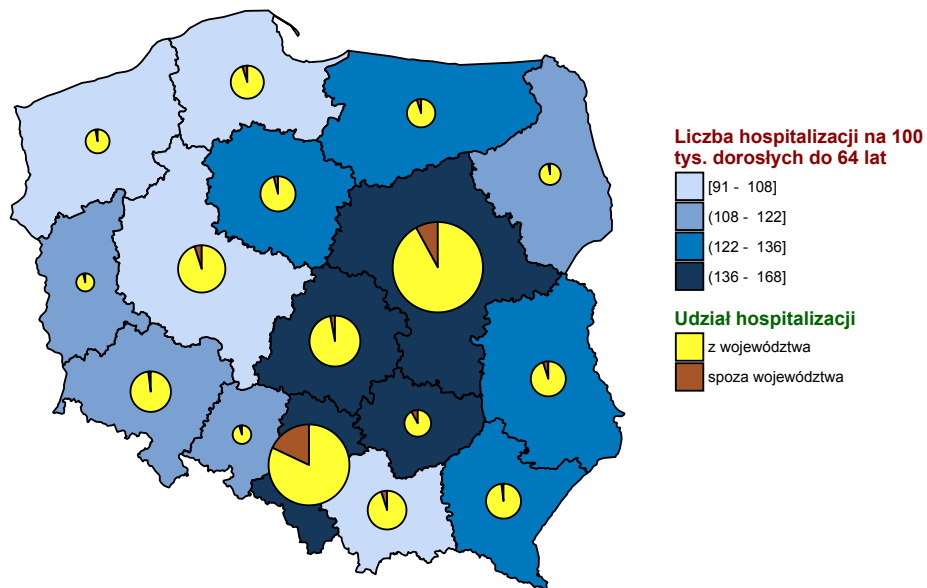 Liczba hospitalizacji na 100
tys. dorosłych do 64 lat
[91 - 108]
(108 - 122]
(122 - 136]
(136 - 168]
Udział hospitalizacji
z województwa
spoza województwa